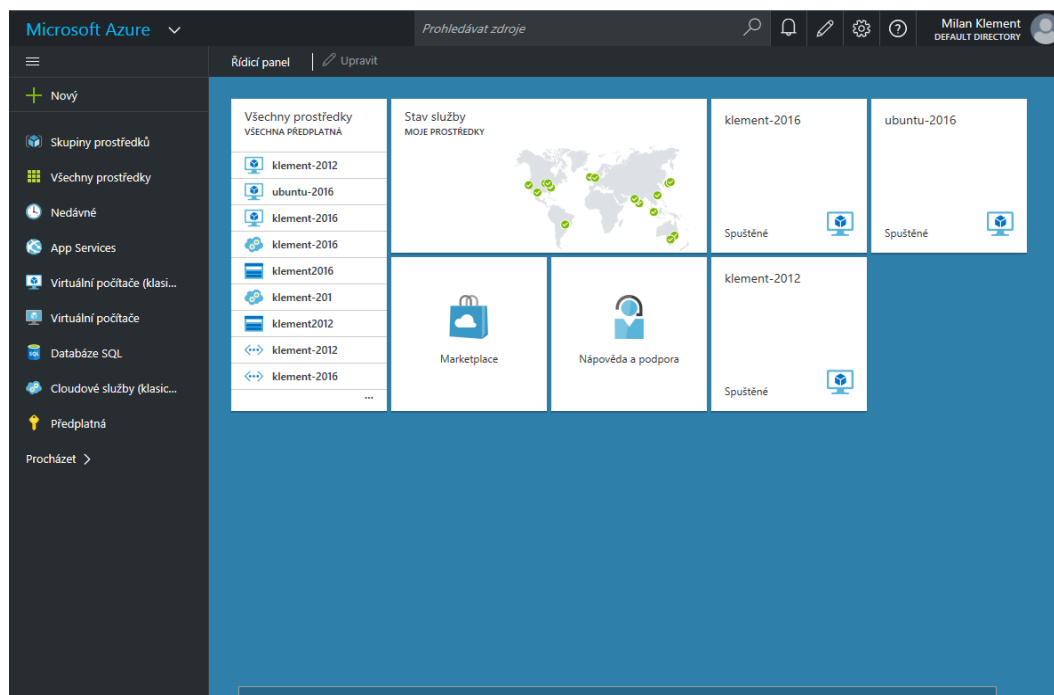 Microsoft Azure
Prohledávat zdroje
Milan Klement
DEFAULT DIRECTORY
Řídicí panel
Upravit
Nový
Skupiny prostředků
Všechny prostředky
Nedávné
App Services
Virtuální počítače (klasi...
Virtuální počítače
Databáze SQL
Cloudové služby (klasic...
Předplatná
Procházet
Všechny prostředky
VŠECHNA PŘEDPLATNÁ
klement-2012
ubuntu-2016
klement-2016
klement-2016
klement2016
klement-201
klement2012
klement-2012
klement-2016
...
Stav služby
MOJE PROSTŘEDKY
Marketplace
Nápověda a podpora
klement-2016
Spuštěné
ubuntu-2016
Spuštěné
klement-2012
Spuštěné